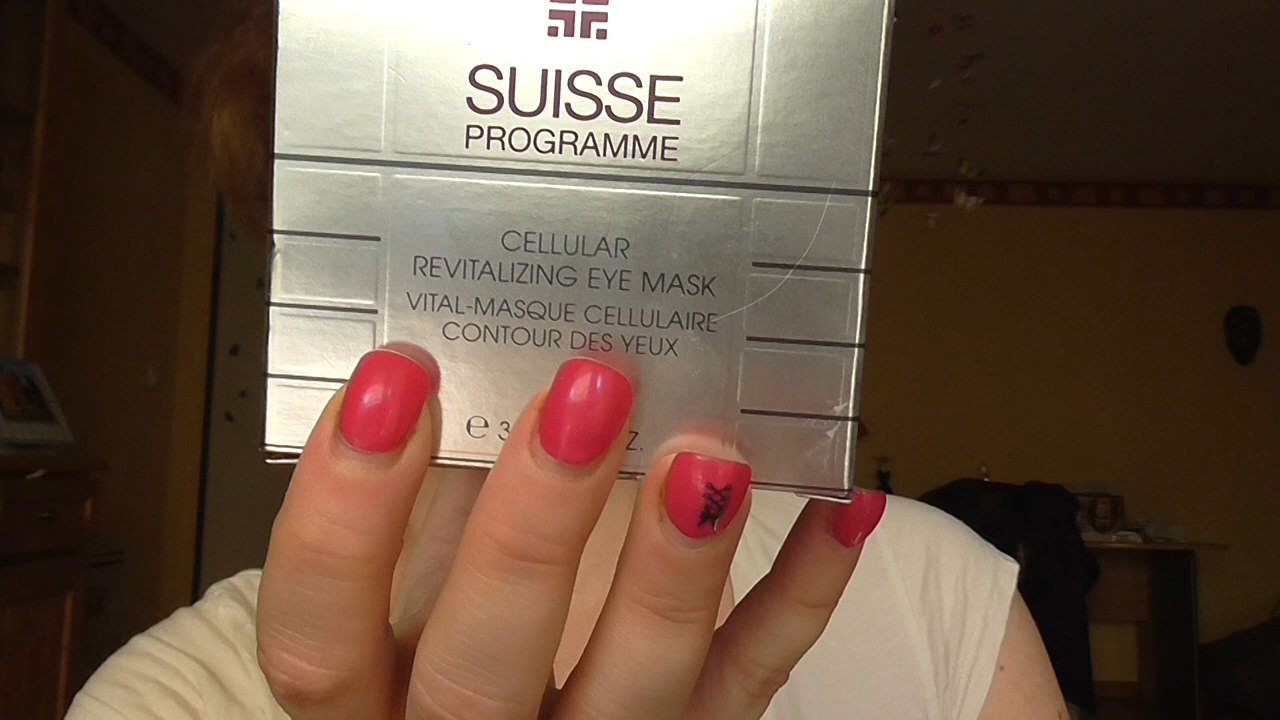 SUISSE
PROGRAMME
CELLULAR
REVITALIZING EYE MASK
VITAL-MASQUE CELLULAIRE
CONTOUR DES YEUX